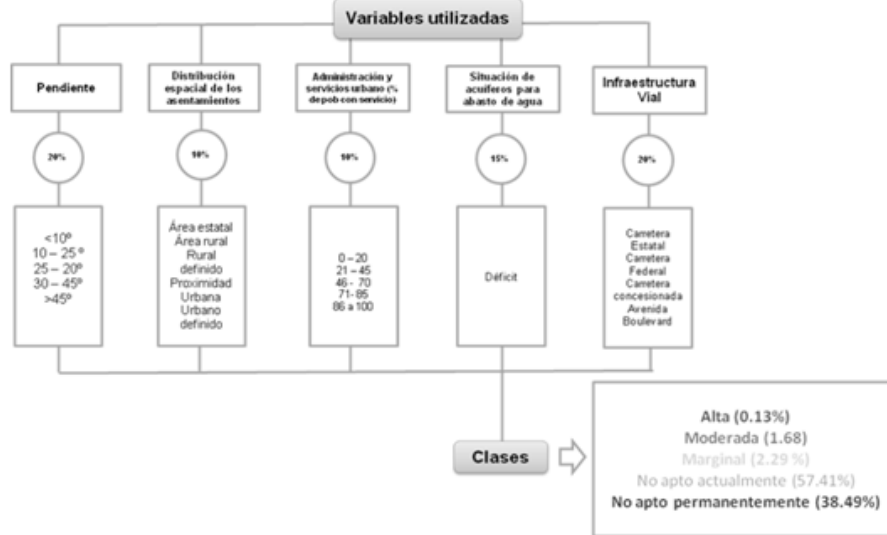 Variables utilizadas
Pendiente
Distribución
espacial de los
asentamientos
Administración y
servicios urbano (%
de pob con servicio)
Situación de
acuíferos para
abasto de agua
Infraestructura
Vial
20%
10%
10%
15%
20%
<10º
10 – 25 º
25 – 20º
30 – 45º
>45º
Área estatal
Área rural
Rural
definido
Proximidad
Urbana
Urbano
definido
0 – 20
21 – 45
46 - 70
71- 85
86 a 100
Déficit
Carretera
Estatal
Carretera
Federal
Carretera
concesionada
Avenida
Boulevard
Clases
Alta (0.13%)
Moderada (1.68)
Marginal (2.29 %)
No apto actualmente (57.41%)
No apto permanentemente (38.49%)